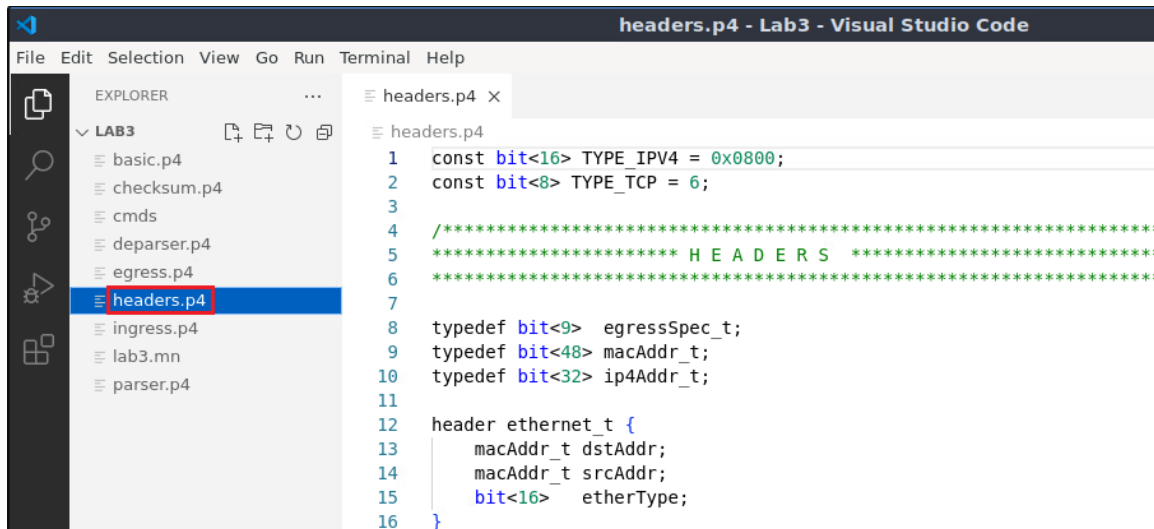 headers.p4 - Lab3 - Visual Studio Code
File Edit Selection View Go Run Terminal Help
EXPLORER ...
LAB3
basic.p4
checksum.p4
cmds
deparser.p4
egress.p4
headers.p4
ingress.p4
lab3.mn
parser.p4
headers.p4 ×
headers.p4
1 const bit<16> TYPE_IPV4 = 0x0800;
2 const bit<8> TYPE_TCP = 6;
3
4 /*******************************************************************
5 *********************** H E A D E R S ****************************
6 ********************************************************************
7
8 typedef bit<9>  egressSpec_t;
9 typedef bit<48> macAddr_t;
10 typedef bit<32> ip4Addr_t;
11
12 header ethernet_t {
13     macAddr_t dstAddr;
14     macAddr_t srcAddr;
15     bit<16>   etherType;
16 }